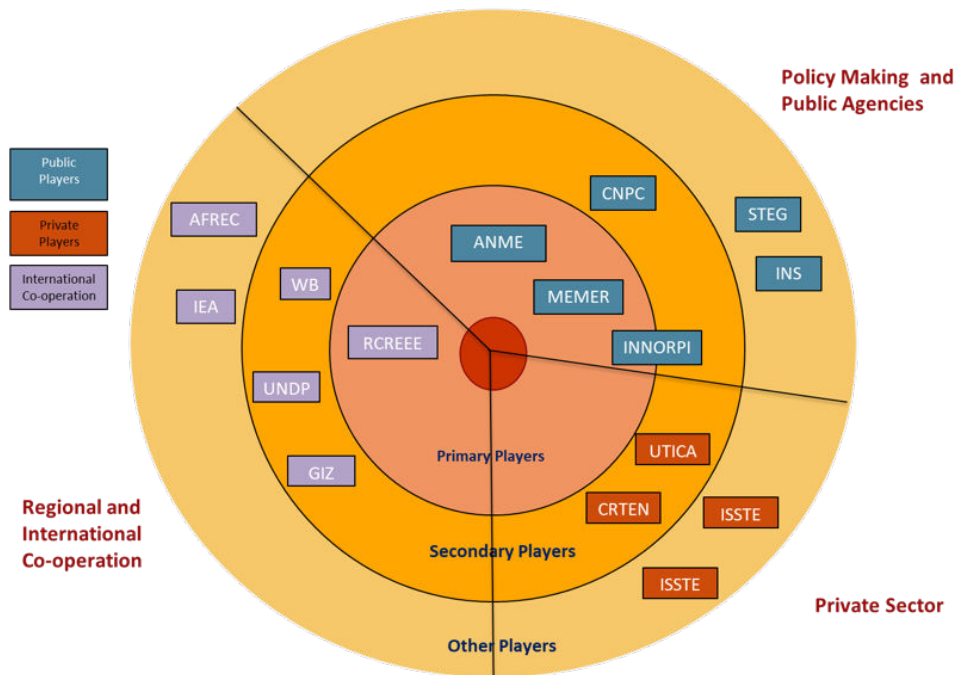 Policy Making and
Public Agencies
Public
Players
Private
Players
International
Co-operation
AFREC
IEA
WB
RCREEE
UNDP
GIZ
CNPC
ANME
MEMER
INNORPI
STEG
INS
Primary Players
UTICA
CRTEN
ISSTE
ISSTE
Secondary Players
Other Players
Regional and
International
Co-operation
Private Sector